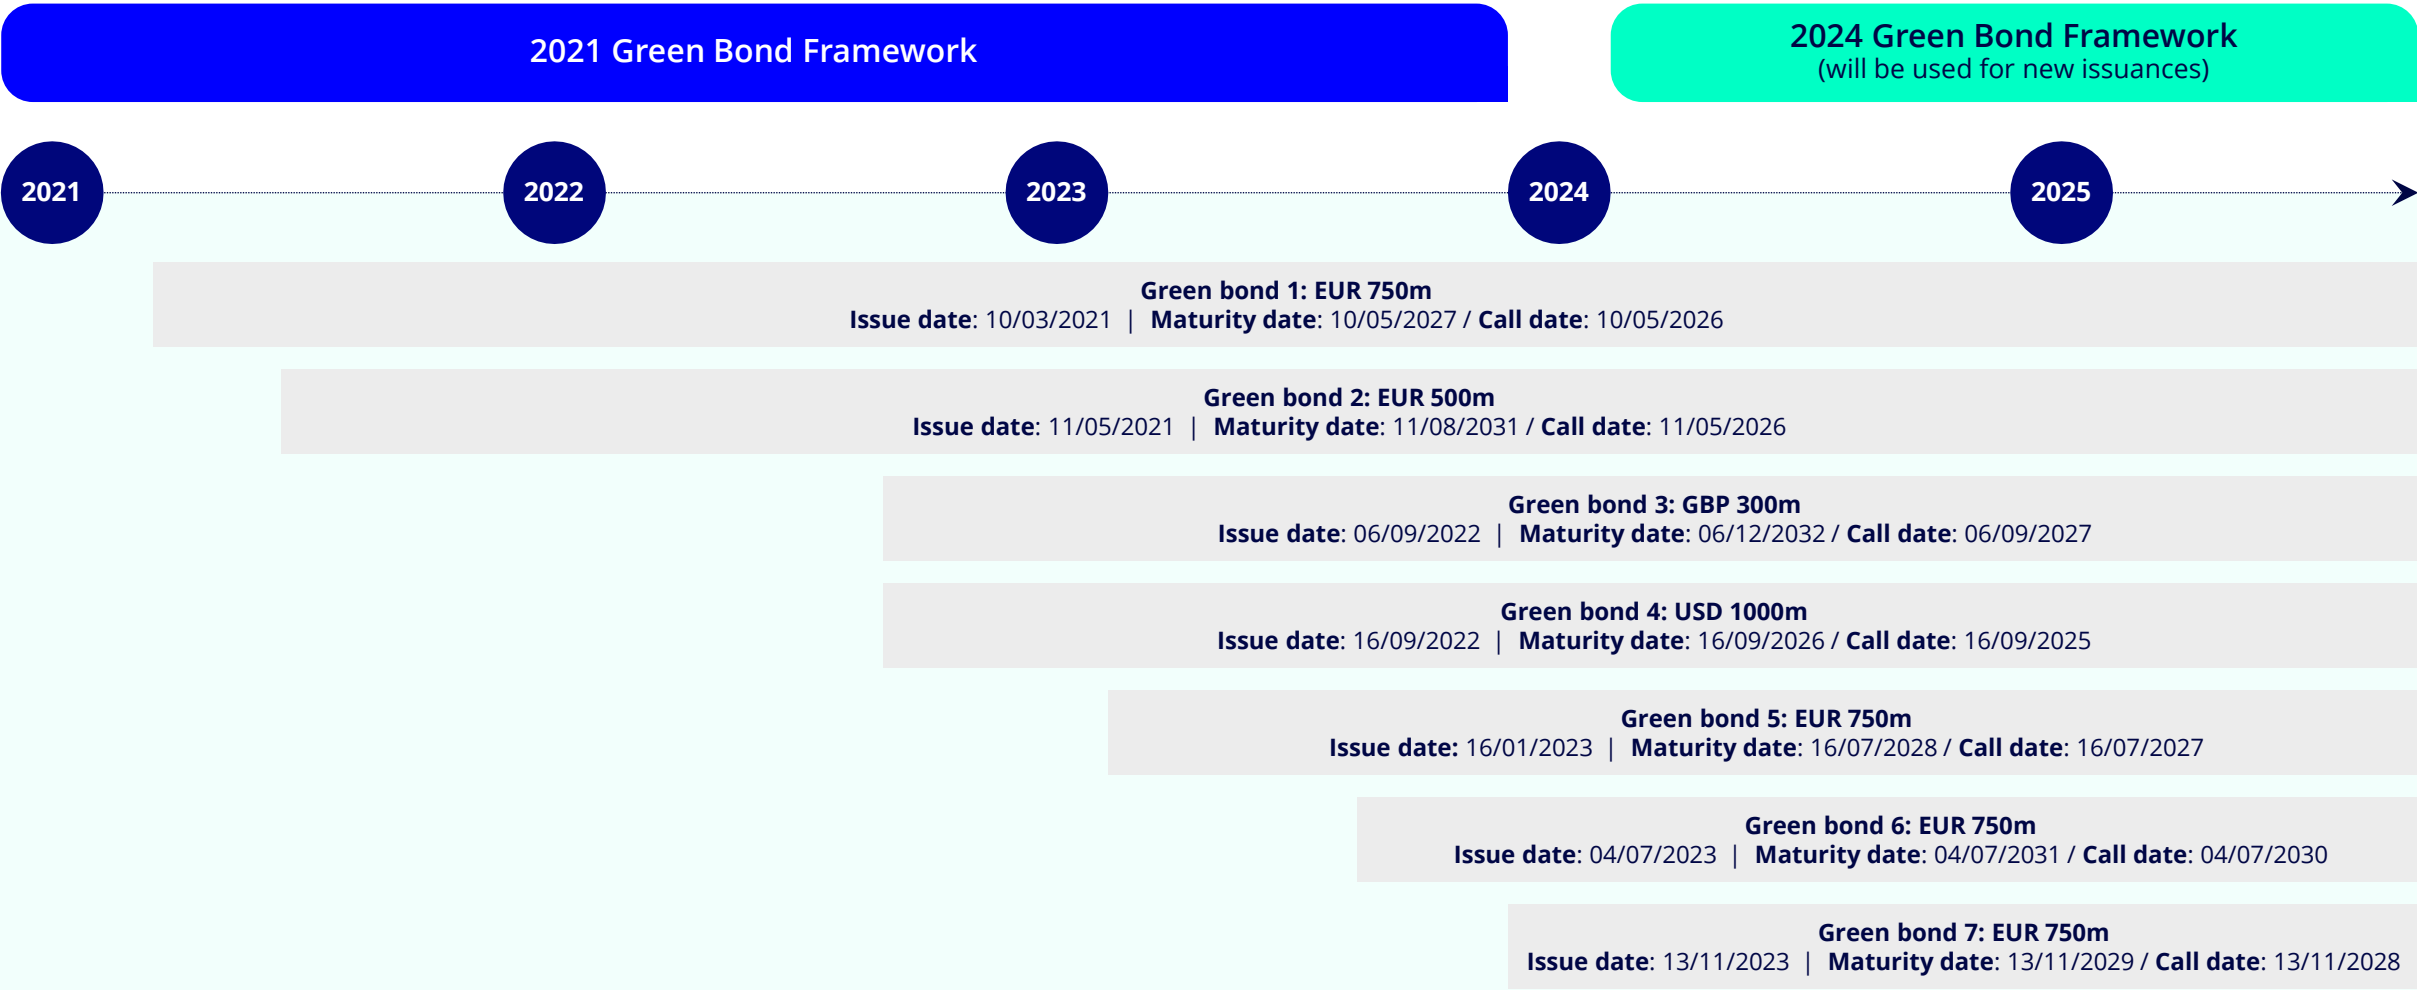 2021 Green Bond Framework
2024 Green Bond Framework
(will be used for new issuances)
2021
2022
2023
2024
2025
Green bond 1: EUR 750m
Issue date: 10/03/2021 | Maturity date: 10/05/2027 / Call date: 10/05/2026
Green bond 2: EUR 500m
Issue date: 11/05/2021 | Maturity date: 11/08/2031 / Call date: 11/05/2026
Green bond 3: GBP 300m
Issue date: 06/09/2022 | Maturity date: 06/12/2032 / Call date: 06/09/2027
Green bond 4: USD 1000m
Issue date: 16/09/2022 | Maturity date: 16/09/2026 / Call date: 16/09/2025
Green bond 5: EUR 750m
Issue date: 16/01/2023 | Maturity date: 16/07/2028 / Call date: 16/07/2027
Green bond 6: EUR 750m
Issue date: 04/07/2023 | Maturity date: 04/07/2031 / Call date: 04/07/2030
Green bond 7: EUR 750m
Issue date: 13/11/2023 | Maturity date: 13/11/2029 / Call date: 13/11/2028